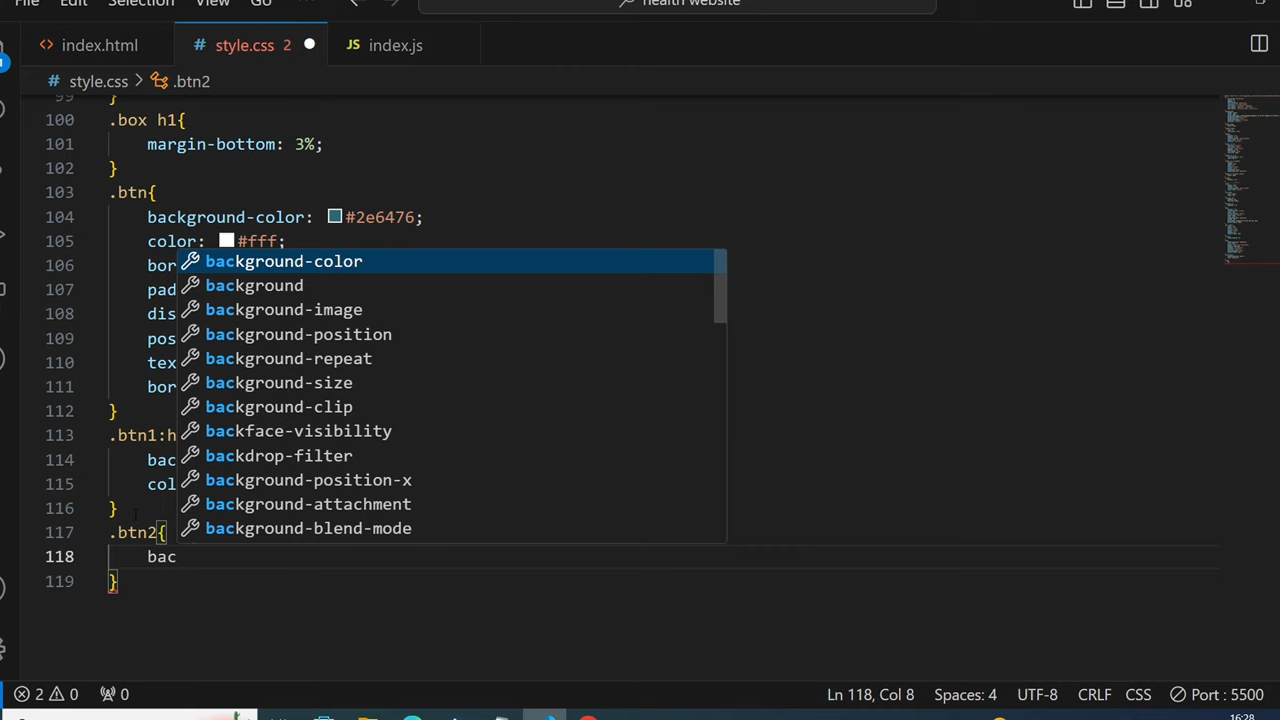 File Edit Selection View Go health website
index.html style.css 2 JS index.js
style.css .btn2
99 }
100 .box h1{
101 margin-bottom: 3%;
102 }
103 .btn{
104 background-color: #2e6476;
105 color: #fff;
106 bor
107 pad
108 dis
109 pos
110 tex
111 bor
112 }
113 .btn1:h
114 bac
115 col
116 }
117 .btn2{
118 bac
119 }
background-color
background
background-image
background-position
background-repeat
background-size
background-clip
backface-visibility
backdrop-filter
background-position-x
background-attachment
background-blend-mode
2 0 0 Ln 118, Col 8 Spaces: 4 UTF-8 CRLF CSS Port : 5500
16:28